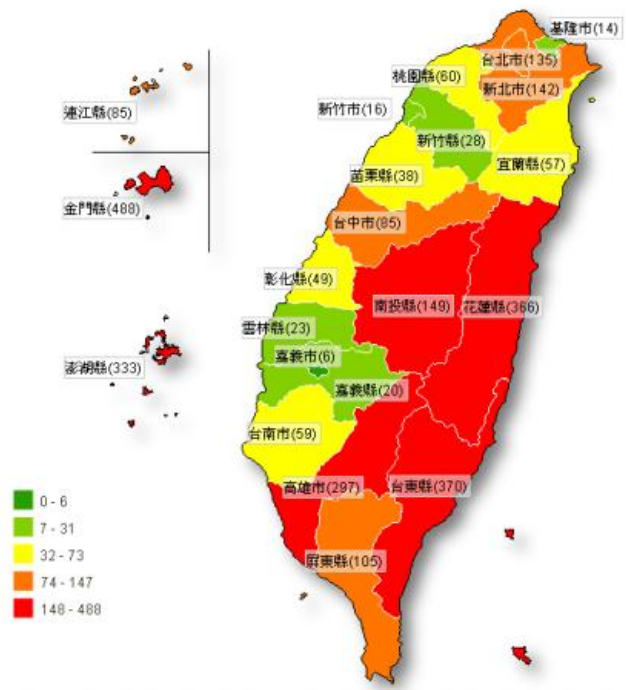 基隆市(14)
台北市(135)
桃園縣(60)
新北市(142)
連江縣(85)
新竹市(16)
新竹縣(28)
宜蘭縣(57)
苗栗縣(38)
金門縣(488)
台中市(85)
彰化縣(49)
南投縣(149)
花蓮縣(366)
雲林縣(23)
嘉義市(6)
澎湖縣(333)
嘉義縣(20)
台南市(59)
高雄市(297)
台東縣(370)
屏東縣(105)
0 - 6
7 - 31
32 - 73
74 - 147
148 - 488